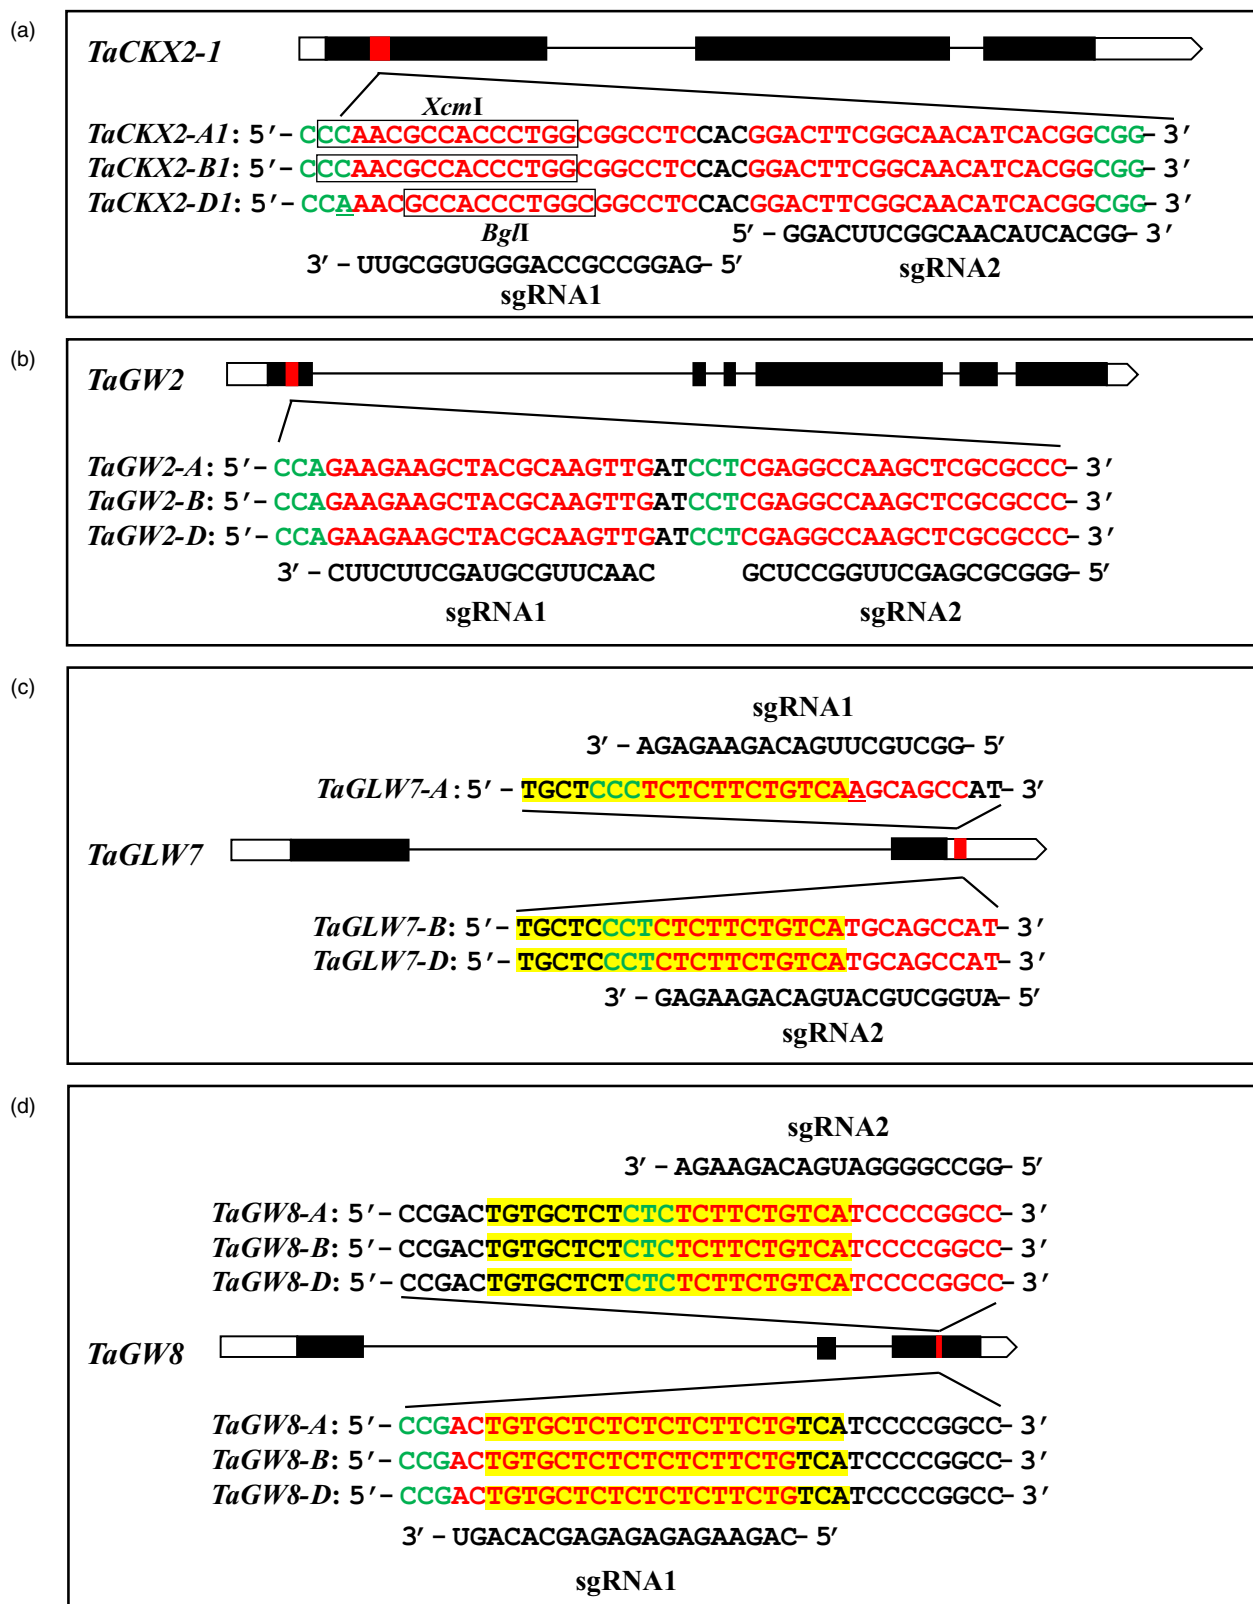 (a)
TaCKX2-1
XcmI
TaCKX2-A1: 5′- CCCAACGCCACCCTGGCGGCCTCCACGGACTTCGGCAACATCACGGCGG- 3′
TaCKX2-B1: 5′- CCCAACGCCACCCTGGCGGCCTCCACGGACTTCGGCAACATCACGGCGG- 3′
TaCKX2-D1: 5′- CCAAACGCCACCCTGGCGGCCTCCACGGACTTCGGCAACATCACGGCGG- 3′
BglI
5′- GGACUUCGGCAACAUCACGG- 3′
3′- UUGCGGUGGGACCGCCGGAG- 5′
sgRNA2
sgRNA1
(b)
TaGW2
TaGW2-A: 5′- CCAGAAGAAGCTACGCAAGTTGATCCTCGAGGCCAAGCTCGCGCCC- 3′
TaGW2-B: 5′- CCAGAAGAAGCTACGCAAGTTGATCCTCGAGGCCAAGCTCGCGCCC- 3′
TaGW2-D: 5′- CCAGAAGAAGCTACGCAAGTTGATCCTCGAGGCCAAGCTCGCGCCC- 3′
3′- CUUCUUCGAUGCGUUCAAC GCUCCGGUUCGAGCGCGGG- 5′
sgRNA1 sgRNA2
(c)
sgRNA1
3′- AGAGAAGACAGUUCGUCGG- 5′
TaGLW7-A: 5′- TGCTCCCTCTCTTCTGTCAAGCAGCCAT- 3′
TaGLW7
TaGLW7-B: 5′- TGCTCCCTCTCTTCTGTCATGCAGCCAT- 3′
TaGLW7-D: 5′- TGCTCCCTCTCTTCTGTCATGCAGCCAT- 3′
3′- GAGAAGACAGUACGUCGGUA- 5′
sgRNA2
(d)
sgRNA2
3′- AGAAGACAGUAGGGGCCGG- 5′
TaGW8-A: 5′- CCGACTGTGCTCTCTCTCTTCTGTCATCCCCGGCC- 3′
TaGW8-B: 5′- CCGACTGTGCTCTCTCTCTTCTGTCATCCCCGGCC- 3′
TaGW8-D: 5′- CCGACTGTGCTCTCTCTCTTCTGTCATCCCCGGCC- 3′
TaGW8
TaGW8-A: 5′- CCGACTGTGCTCTCTCTCTTCTGTCATCCCCGGCC- 3′
TaGW8-B: 5′- CCGACTGTGCTCTCTCTCTTCTGTCATCCCCGGCC- 3′
TaGW8-D: 5′- CCGACTGTGCTCTCTCTCTTCTGTCATCCCCGGCC- 3′
3′- UGACACGAGAGAGAGAAGAC- 5′
sgRNA1